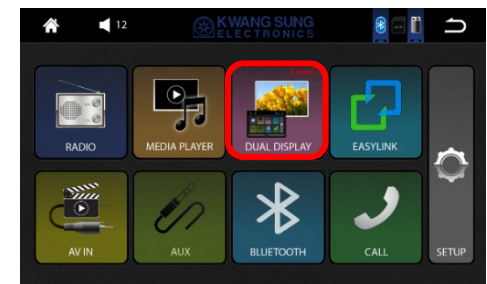 12
KWANG SUNG
ELECTRONICS
RADIO
MEDIA PLAYER
DUAL DISPLAY
EASYLINK
AV IN
AUX
BLUETOOTH
CALL
SETUP